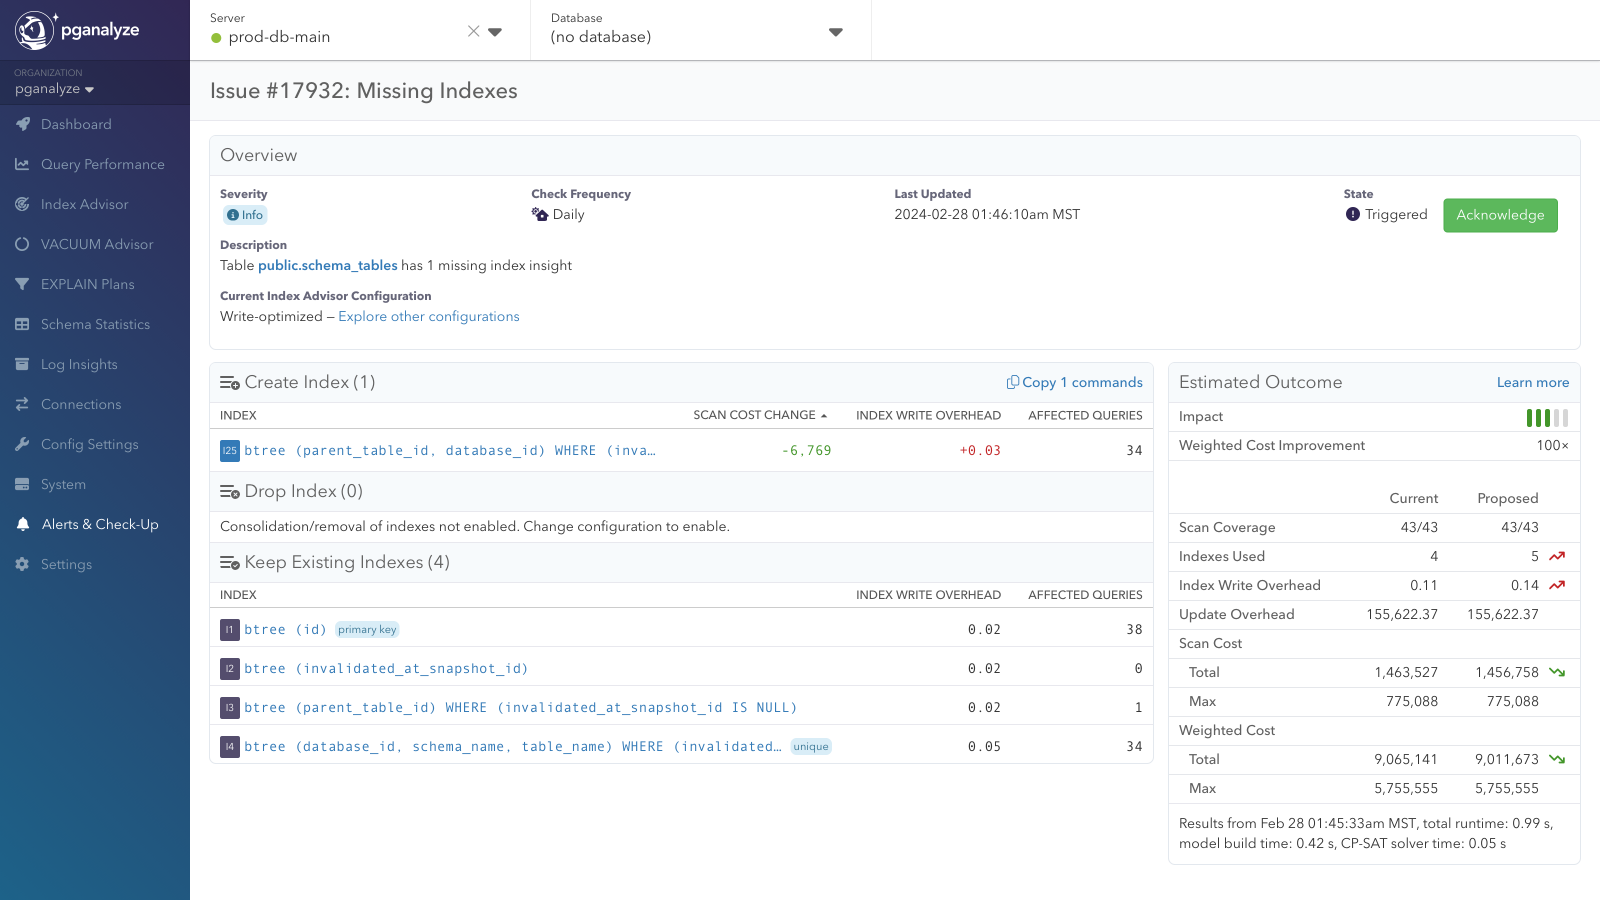 pganalyze
ORGANIZATION
pganalyze
Dashboard
Query Performance
Index Advisor
VACUUM Advisor
EXPLAIN Plans
Schema Statistics
Log Insights
Connections
Config Settings
System
Alerts & Check-Up
Settings
Server
prod-db-main
Database
(no database)
Issue #17932: Missing Indexes
Overview
Severity
Info
Check Frequency
Daily
Last Updated
2024-02-28 01:46:10am MST
State
Triggered
Acknowledge
Description
Table public.schema_tables has 1 missing index insight
Current Index Advisor Configuration
Write-optimized – Explore other configurations
Create Index (1)
Copy 1 commands
INDEX SCAN COST CHANGE INDEX WRITE OVERHEAD AFFECTED QUERIES
I25 btree (parent_table_id, database_id) WHERE (inva… -6,769 +0.03 34
Drop Index (0)
Consolidation/removal of indexes not enabled. Change configuration to enable.
Keep Existing Indexes (4)
INDEX INDEX WRITE OVERHEAD AFFECTED QUERIES
I1 btree (id) primary key 0.02 38
I2 btree (invalidated_at_snapshot_id) 0.02 0
I3 btree (parent_table_id) WHERE (invalidated_at_snapshot_id IS NULL) 0.02 1
I4 btree (database_id, schema_name, table_name) WHERE (invalidated… unique 0.05 34
Estimated Outcome
Learn more
Impact
Weighted Cost Improvement 100×
Current Proposed
Scan Coverage 43/43 43/43
Indexes Used 4 5
Index Write Overhead 0.11 0.14
Update Overhead 155,622.37 155,622.37
Scan Cost
Total 1,463,527 1,456,758
Max 775,088 775,088
Weighted Cost
Total 9,065,141 9,011,673
Max 5,755,555 5,755,555
Results from Feb 28 01:45:33am MST, total runtime: 0.99 s,
model build time: 0.42 s, CP-SAT solver time: 0.05 s